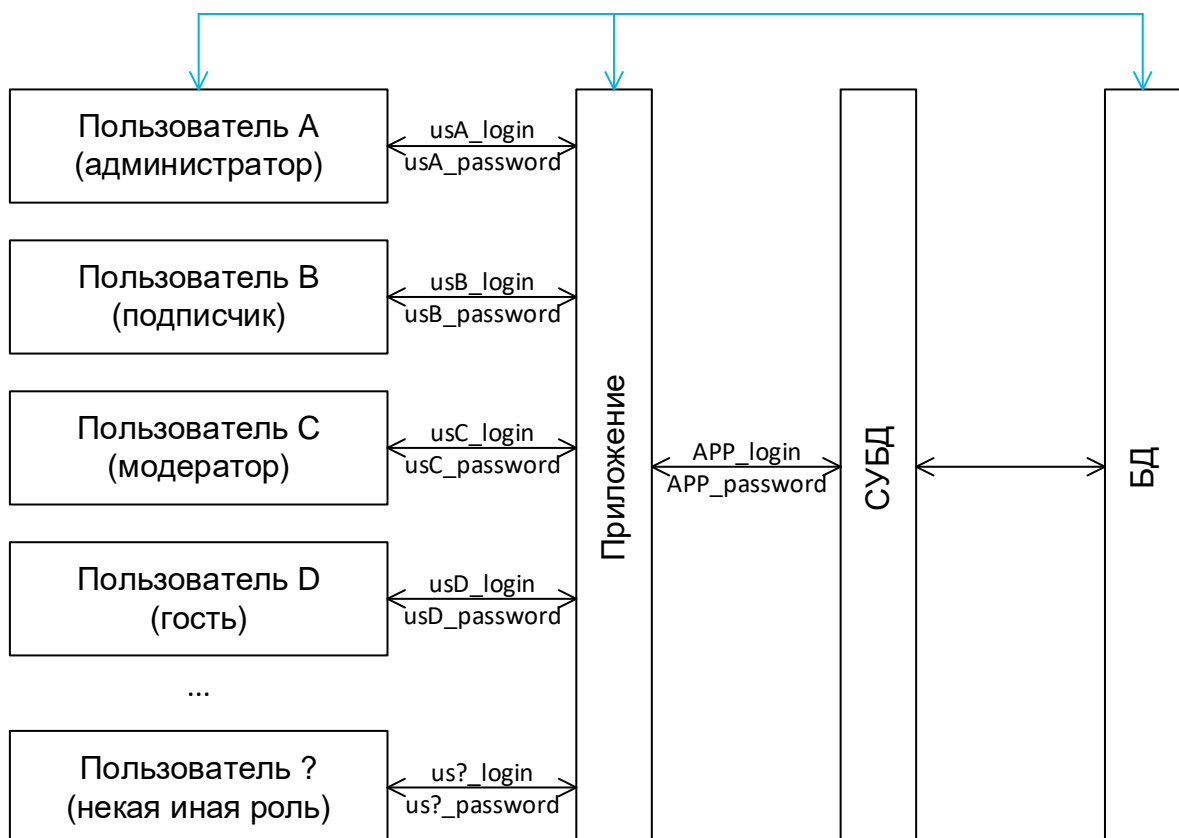 Пользователь A
(администратор)
usA_login
usA_password
Пользователь B
(подписчик)
usB_login
usB_password
Пользователь C
(модератор)
usC_login
usC_password
Приложение
APP_login
APP_password
СУБД
БД
Пользователь D
(гость)
usD_login
usD_password
...
Пользователь ?
(некая иная роль)
us?_login
us?_password